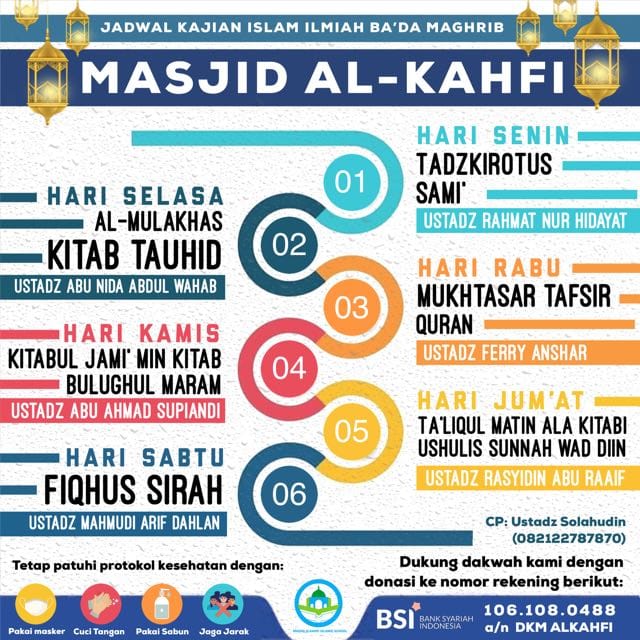 JADWAL KAJIAN ISLAM ILMIAH BA'DA MAGHRIB
MASJID AL-KAHFI
01
HARI SENIN
TADZKIROTUS
SAMI'
USTADZ RAHMAT NUR HIDAYAT
02
HARI SELASA
AL-MULAKHAS
KITAB TAUHID
USTADZ ABU NIDA ABDUL WAHAB
03
HARI RABU
MUKHTASAR TAFSIR
QURAN
USTADZ FERRY ANSHAR
04
HARI KAMIS
KITABUL JAMI' MIN KITAB
BULUGHUL MARAM
USTADZ ABU AHMAD SUPIANDI
05
HARI JUM'AT
TA'LIQUL MATIN ALA KITABI
USHULIS SUNNAH WAD DIIN
USTADZ RASYIDIN ABU RAAIF
06
HARI SABTU
FIQHUS SIRAH
USTADZ MAHMUDI ARIF DAHLAN
CP: Ustadz Solahudin
(082122787870)
Tetap patuhi protokol kesehatan dengan:
Pakai masker
Cuci Tangan
Pakai Sabun
Jaga Jarak
Dukung dakwah kami dengan
donasi ke nomor rekening berikut:
BSI BANK SYARIAH
INDONESIA
106.108.0488
a/n DKM ALKAHFI